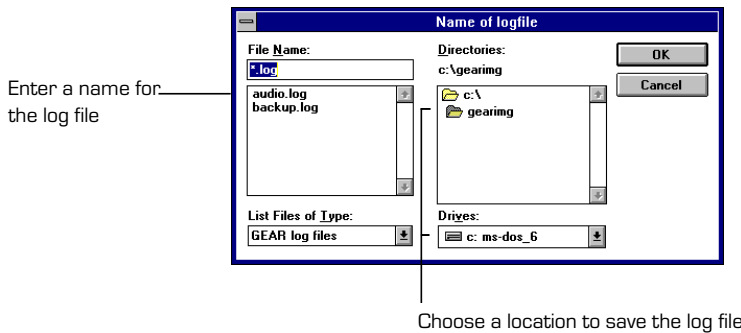 Name of logfile
File Name:
*.log
audio.log
backup.log
List Files of Type:
GEAR log files
Directories:
c:\gearimg
c:\
gearimg
Drives:
c: ms-dos_6
OK
Cancel
Enter a name for
the log file
Choose a location to save the log file